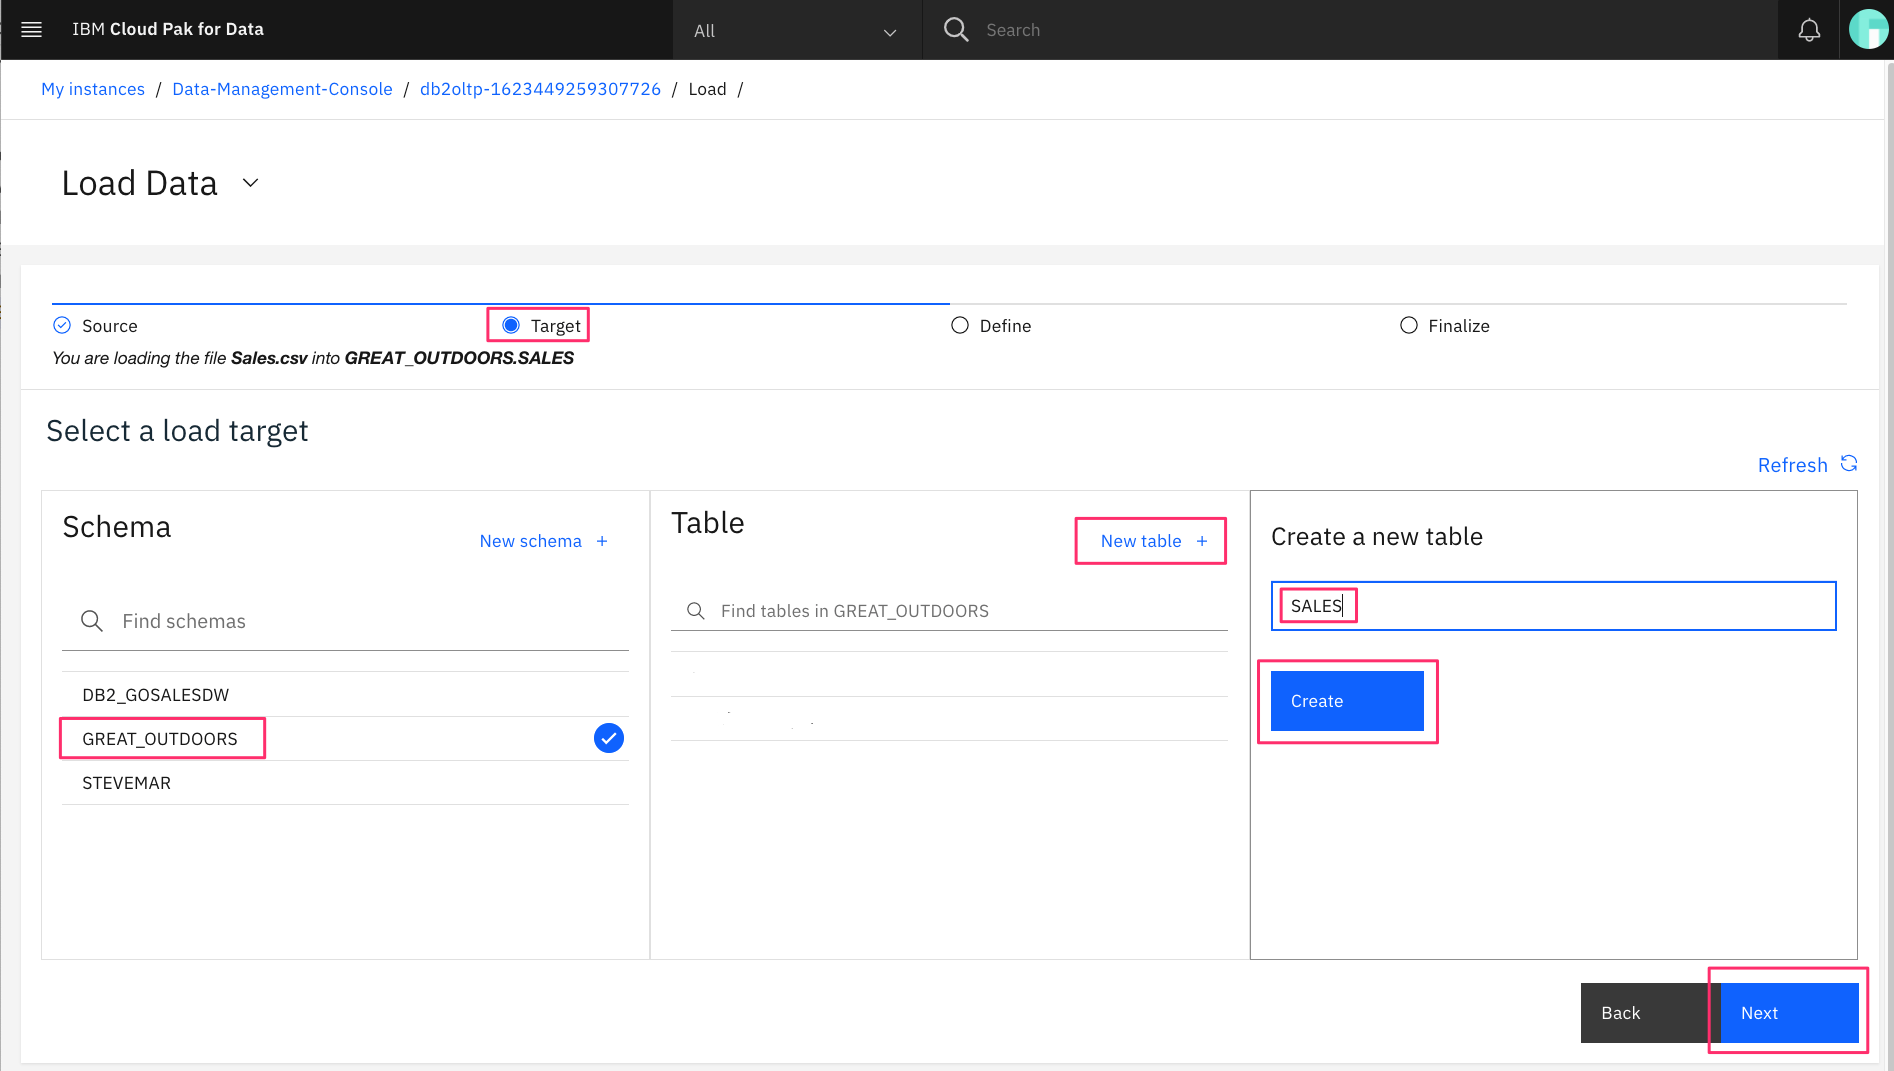 IBM Cloud Pak for Data
All
Search
My instances / Data-Management-Console / db2oltp-1623449259307726 / Load /
Load Data
Source
Target
Define
Finalize
You are loading the file Sales.csv into GREAT_OUTDOORS.SALES
Select a load target
Refresh
Schema
New schema +
Find schemas
DB2_GOSALESDW
GREAT_OUTDOORS
STEVEMAR
Table
New table +
Find tables in GREAT_OUTDOORS
Create a new table
SALES
Create
Back
Next